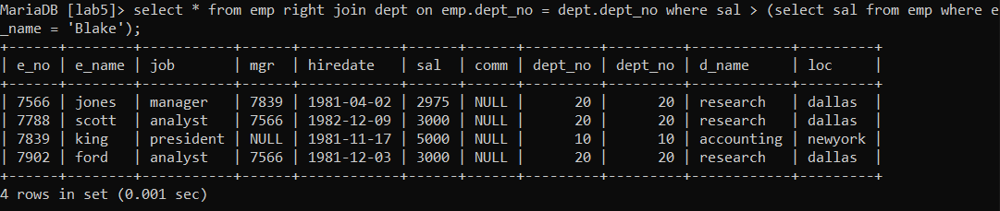 MariaDB [lab5]> select * from emp right join dept on emp.dept_no = dept.dept_no where sal > (select sal from emp where e
_name = 'Blake');
+------+--------+-----------+------+------------+------+------+---------+---------+------------+---------+
| e_no | e_name | job       | mgr  | hiredate   | sal  | comm | dept_no | dept_no | d_name     | loc     |
+------+--------+-----------+------+------------+------+------+---------+---------+------------+---------+
| 7566 | jones  | manager   | 7839 | 1981-04-02 | 2975 | NULL |      20 |      20 | research   | dallas  |
| 7788 | scott  | analyst   | 7566 | 1982-12-09 | 3000 | NULL |      20 |      20 | research   | dallas  |
| 7839 | king   | president | NULL | 1981-11-17 | 5000 | NULL |      10 |      10 | accounting | newyork |
| 7902 | ford   | analyst   | 7566 | 1981-12-03 | 3000 | NULL |      20 |      20 | research   | dallas  |
+------+--------+-----------+------+------------+------+------+---------+---------+------------+---------+
4 rows in set (0.001 sec)